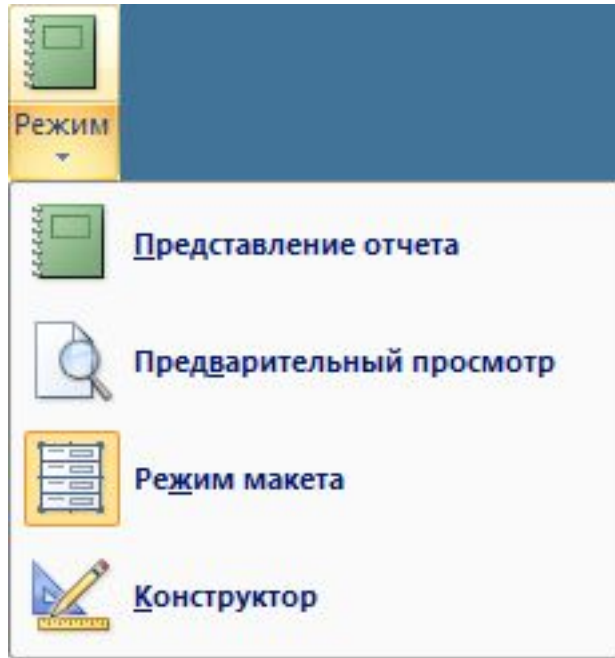 Режим
Представление отчета
Предварительный просмотр
Режим макета
Конструктор